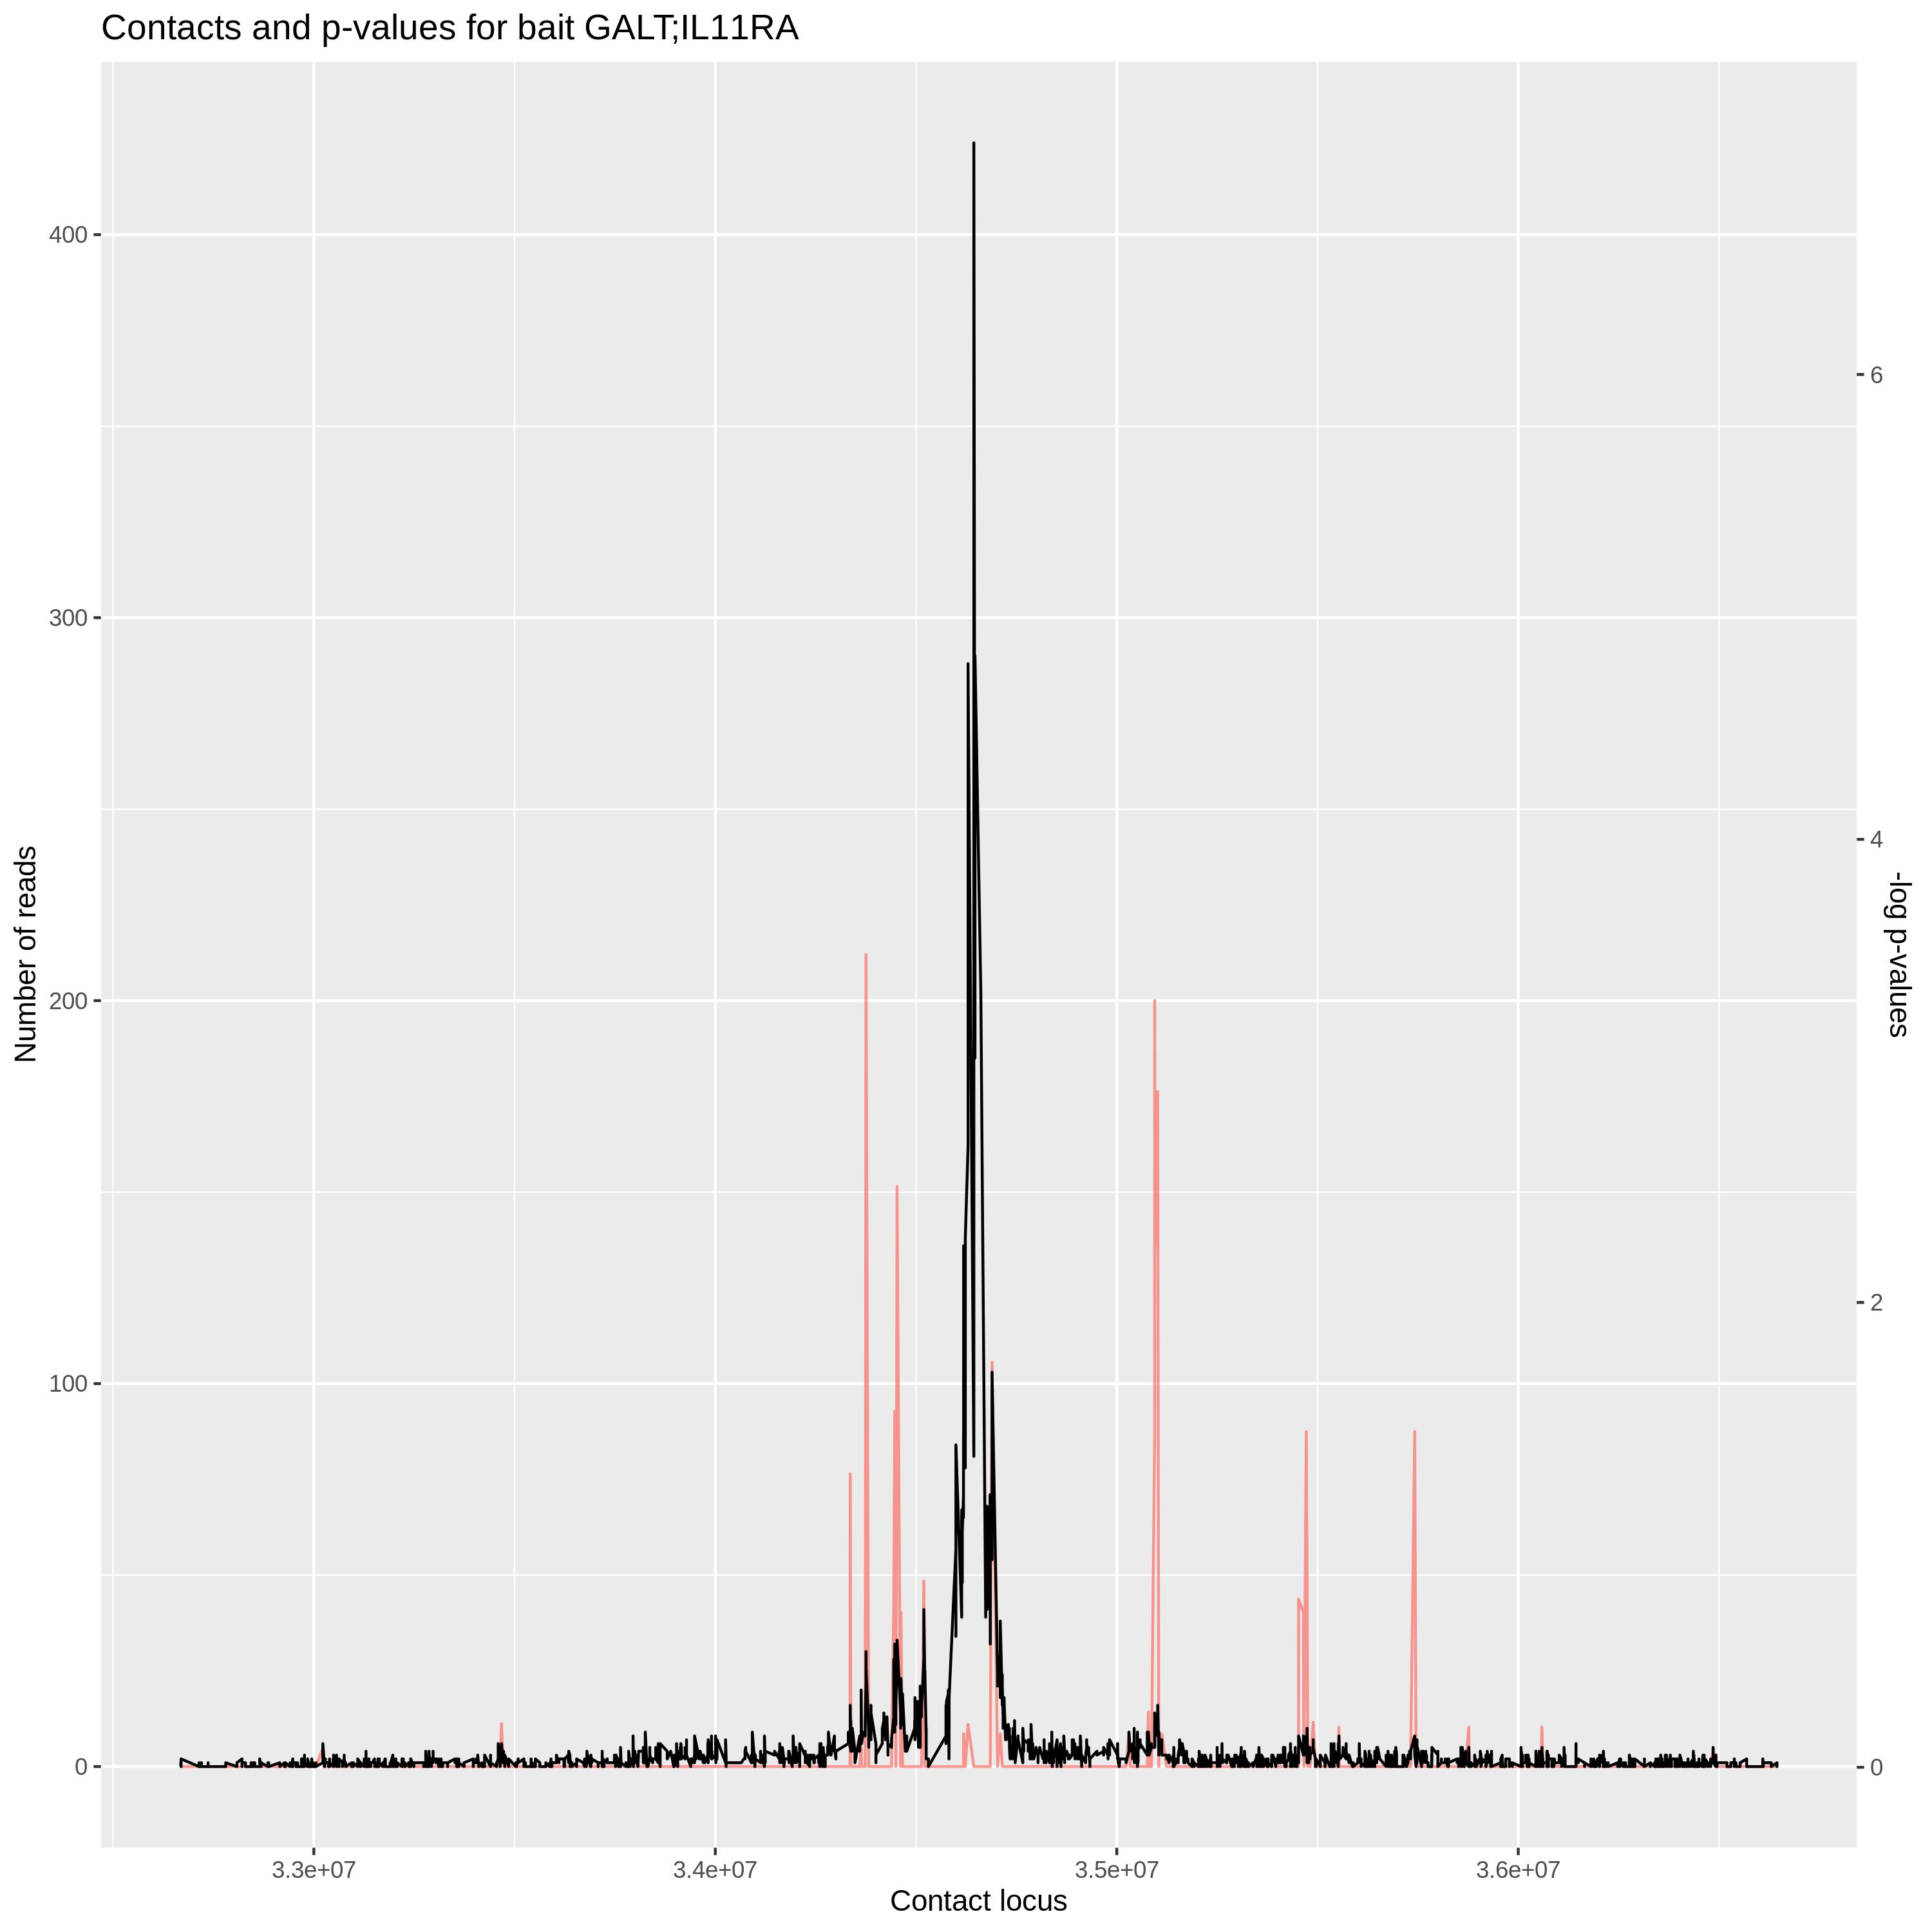 Contacts and p-values for bait GALT;IL11RA
400
300
200
100
0
Number of reads
6
4
2
0
-log p-values
3.3e+07
3.4e+07
3.5e+07
3.6e+07
Contact locus